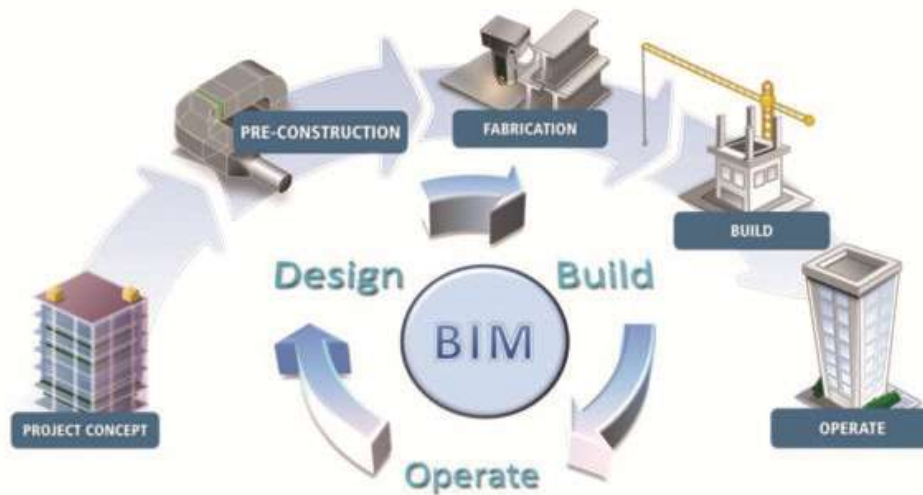 PRE-CONSTRUCTION
FABRICATION
BUILD
Design
Build
BIM
PROJECT CONCEPT
OPERATE
Operate